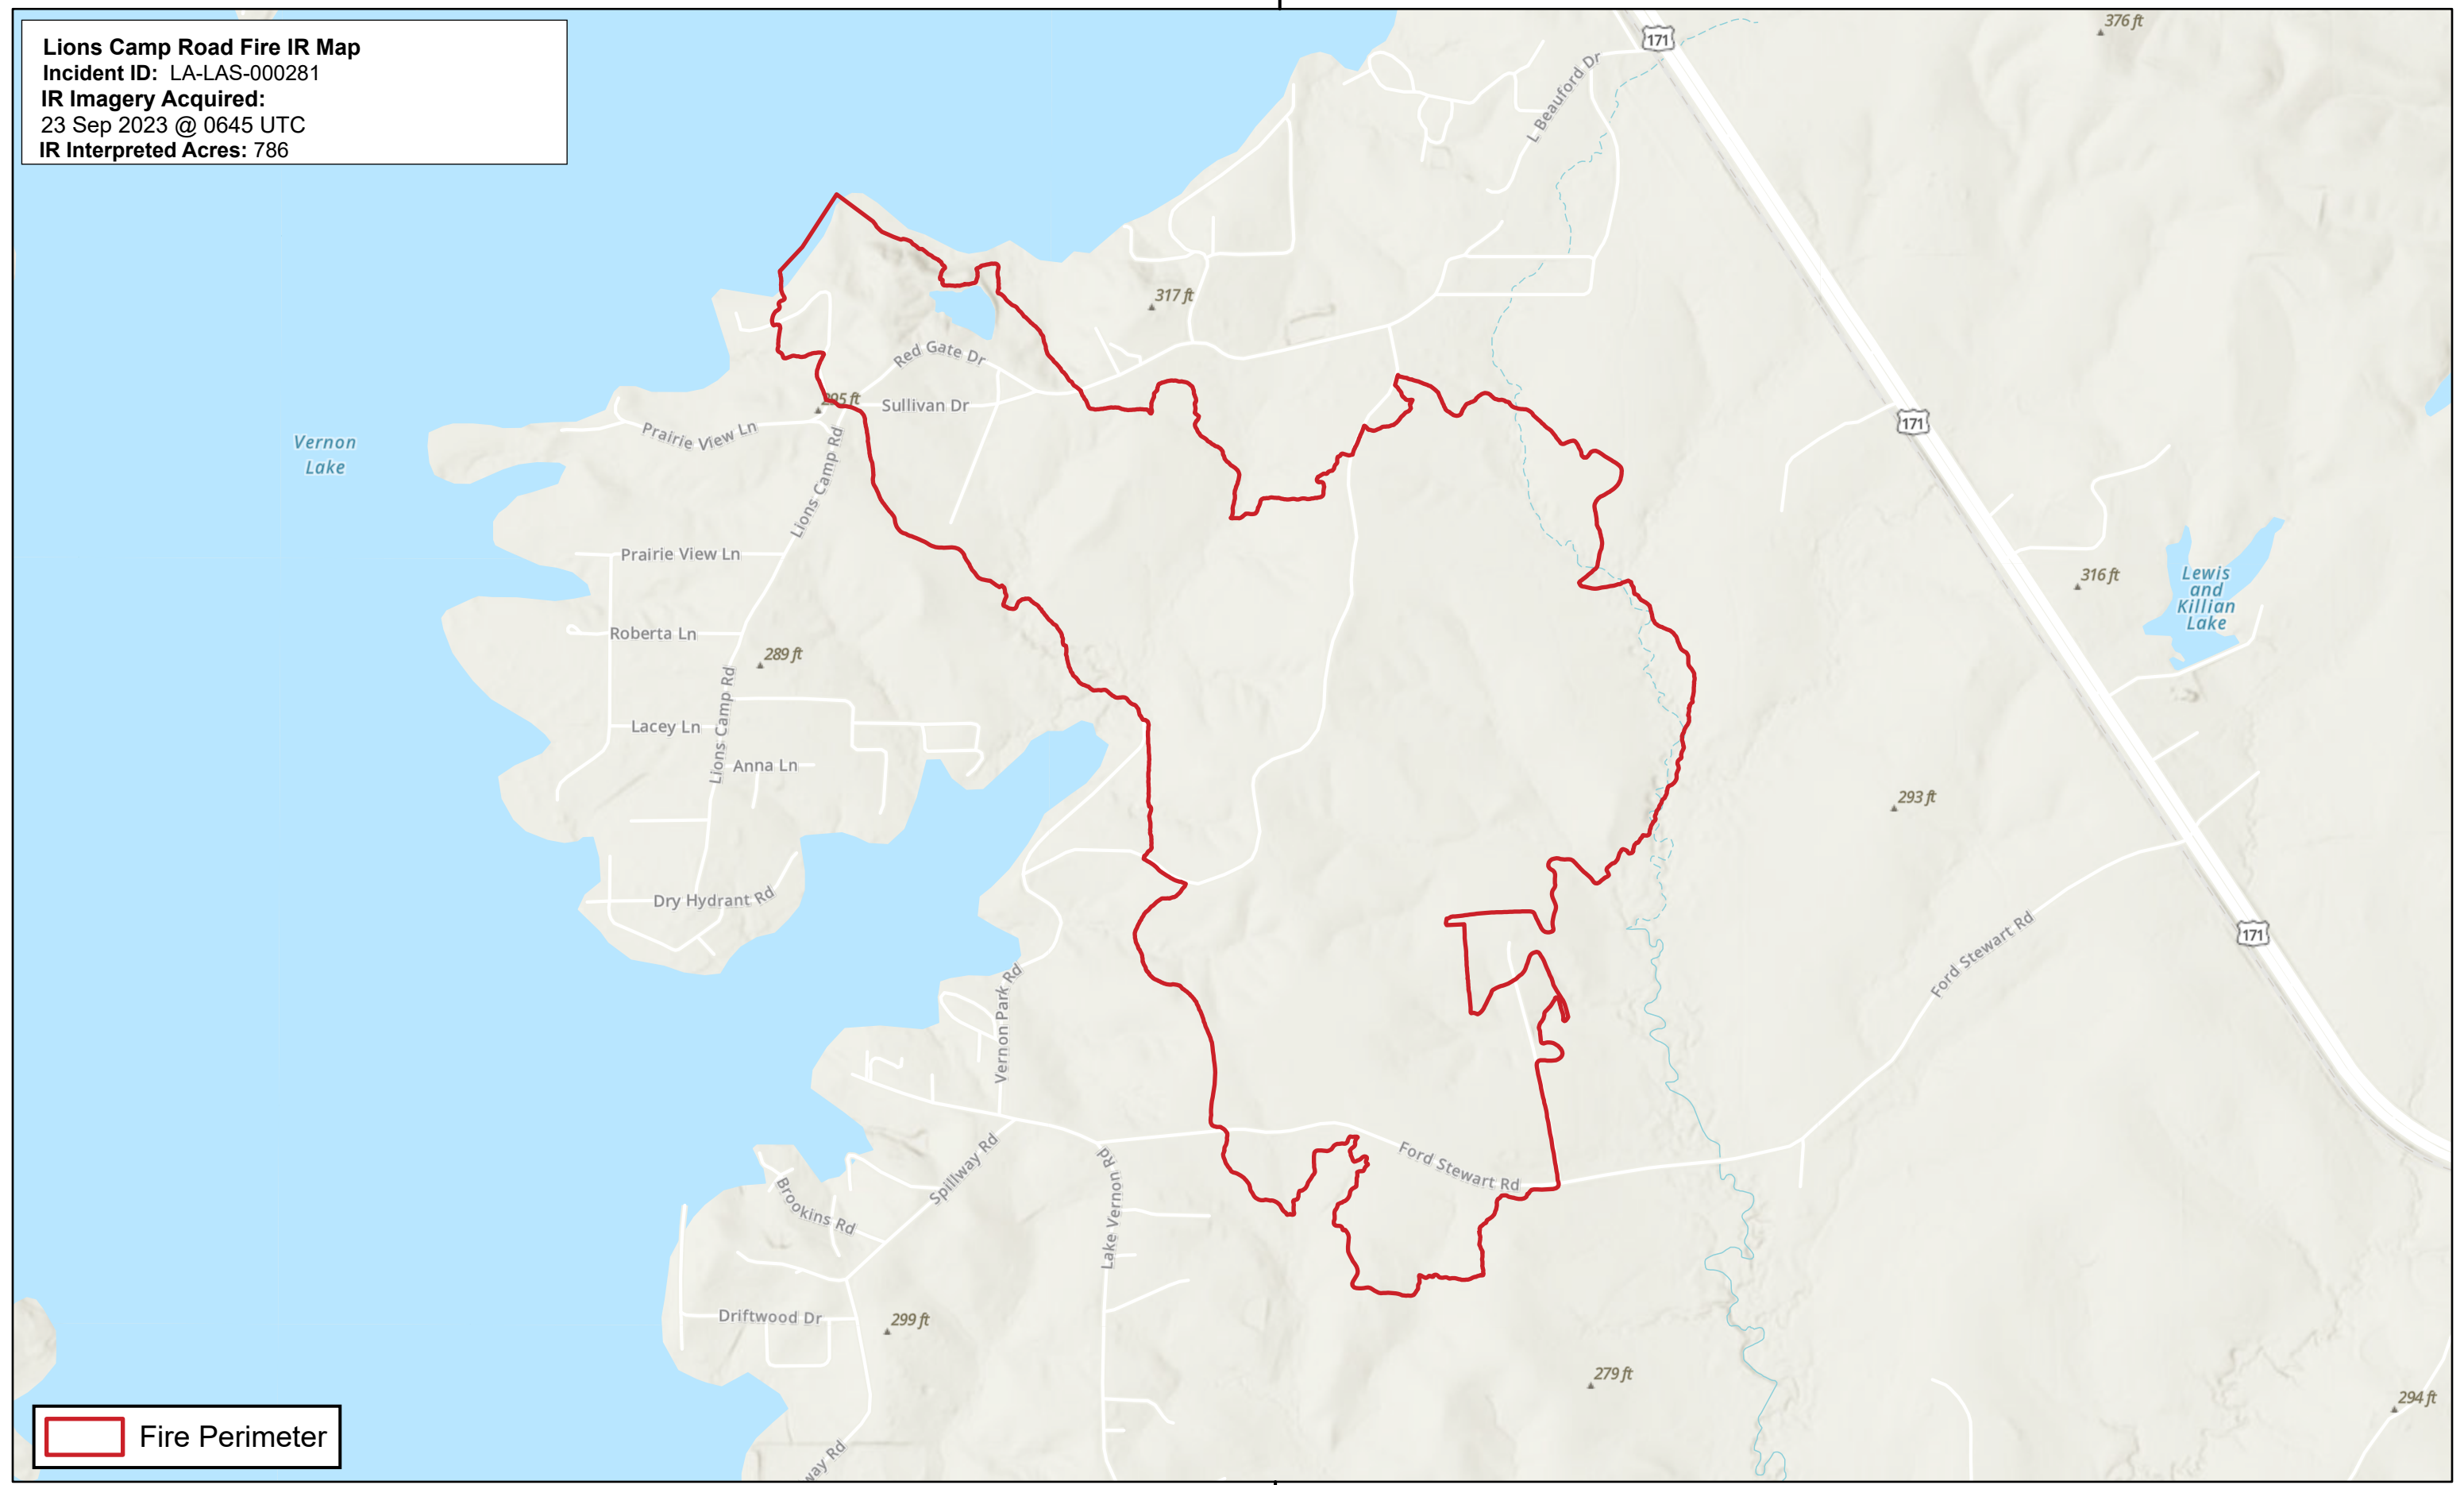 Lions Camp Road Fire IR Map
Incident ID: LA-LAS-000281
IR Imagery Acquired:
23 Sep 2023 @ 0645 UTC
IR Interpreted Acres: 786
376 ft
171
L Beauford Dr
317 ft
Red Gate Dr
295 ft
Sullivan Dr
Prairie View Ln
Vernon
Lake
Lions Camp Rd
171
Prairie View Ln
316 ft
Lewis
and
Killian
Lake
Roberta Ln
289 ft
Lions Camp Rd
Lacey Ln
Anna Ln
293 ft
Dry Hydrant Rd
171
Ford Stewart Rd
Vernon Park Rd
Spillway Rd
Ford Stewart Rd
Brookins Rd
Lake Vernon Rd
Driftwood Dr
299 ft
279 ft
294 ft
way Rd
Fire Perimeter